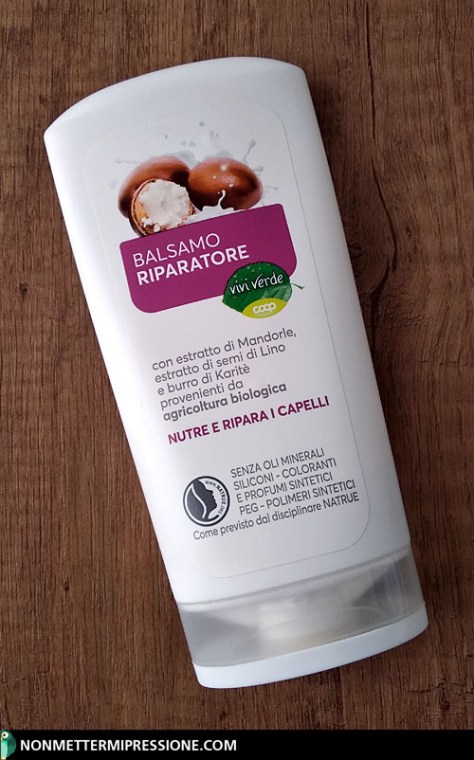 BALSAMO
RIPARATORE
vivi verde
coop
con estratto di Mandorle,
estratto di semi di Lino
e burro di Karitè
provenienti da
agricoltura biologica
NUTRE E RIPARA I CAPELLI
SENZA OLI MINERALI
SILICONI - COLORANTI
E PROFUMI SINTETICI
PEG - POLIMERI SINTETICI
Come previsto dal disciplinare NATRUE
NONMETTERMIPRESSIONE.COM